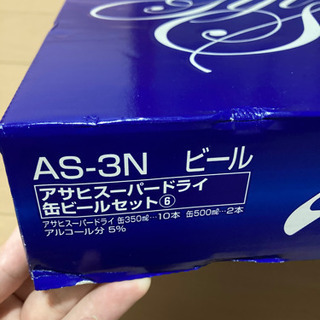 AS-3N ビール
アサヒスーパードライ
缶ビールセット⑥
アサヒスーパードライ 缶350㎖…10本 缶500㎖…2本
アルコール分 5%